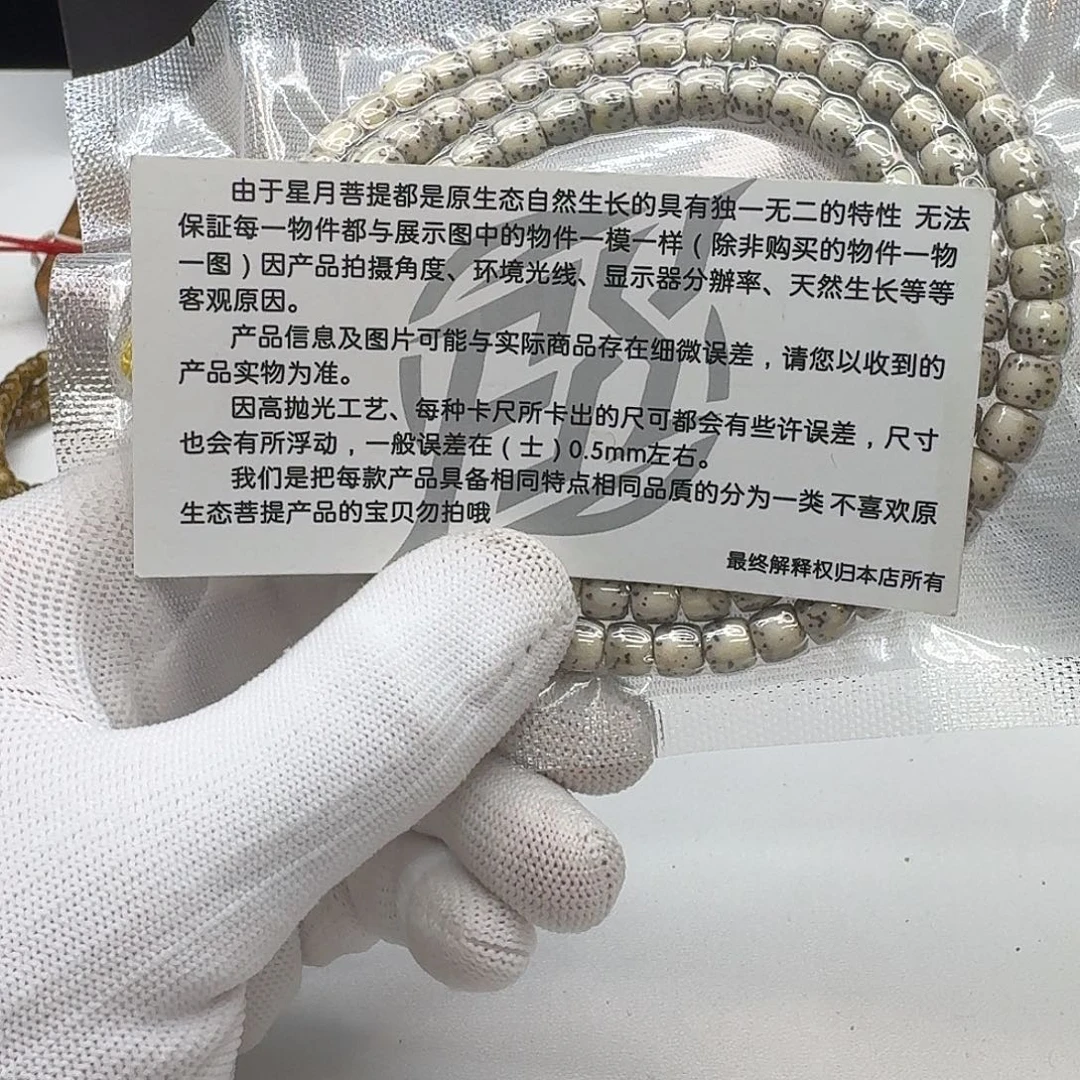 由于星月菩提都是原生态自然生长的具有独一无二的特性 无法
保証每一物件都与展示图中的物件一模一样（除非购买的物件一物
一图）因产品拍摄角度、环境光线、显示器分辦率、天然生长等等
客观原因。
产品信息及图片可能与实际商品存在细微误差，请您以收到的
产品实物为准。
因高抛光工艺、每种卡尺所卡出的尺可都会有些许误差，尺寸
也会有所浮动，一般误差在（士）0.5mm左右。
我们是把每款产品具备相同特点相同品質的分为一类 不喜欢原
生态菩提产品的宝贝勿拍哦
最终解释权归本店所有